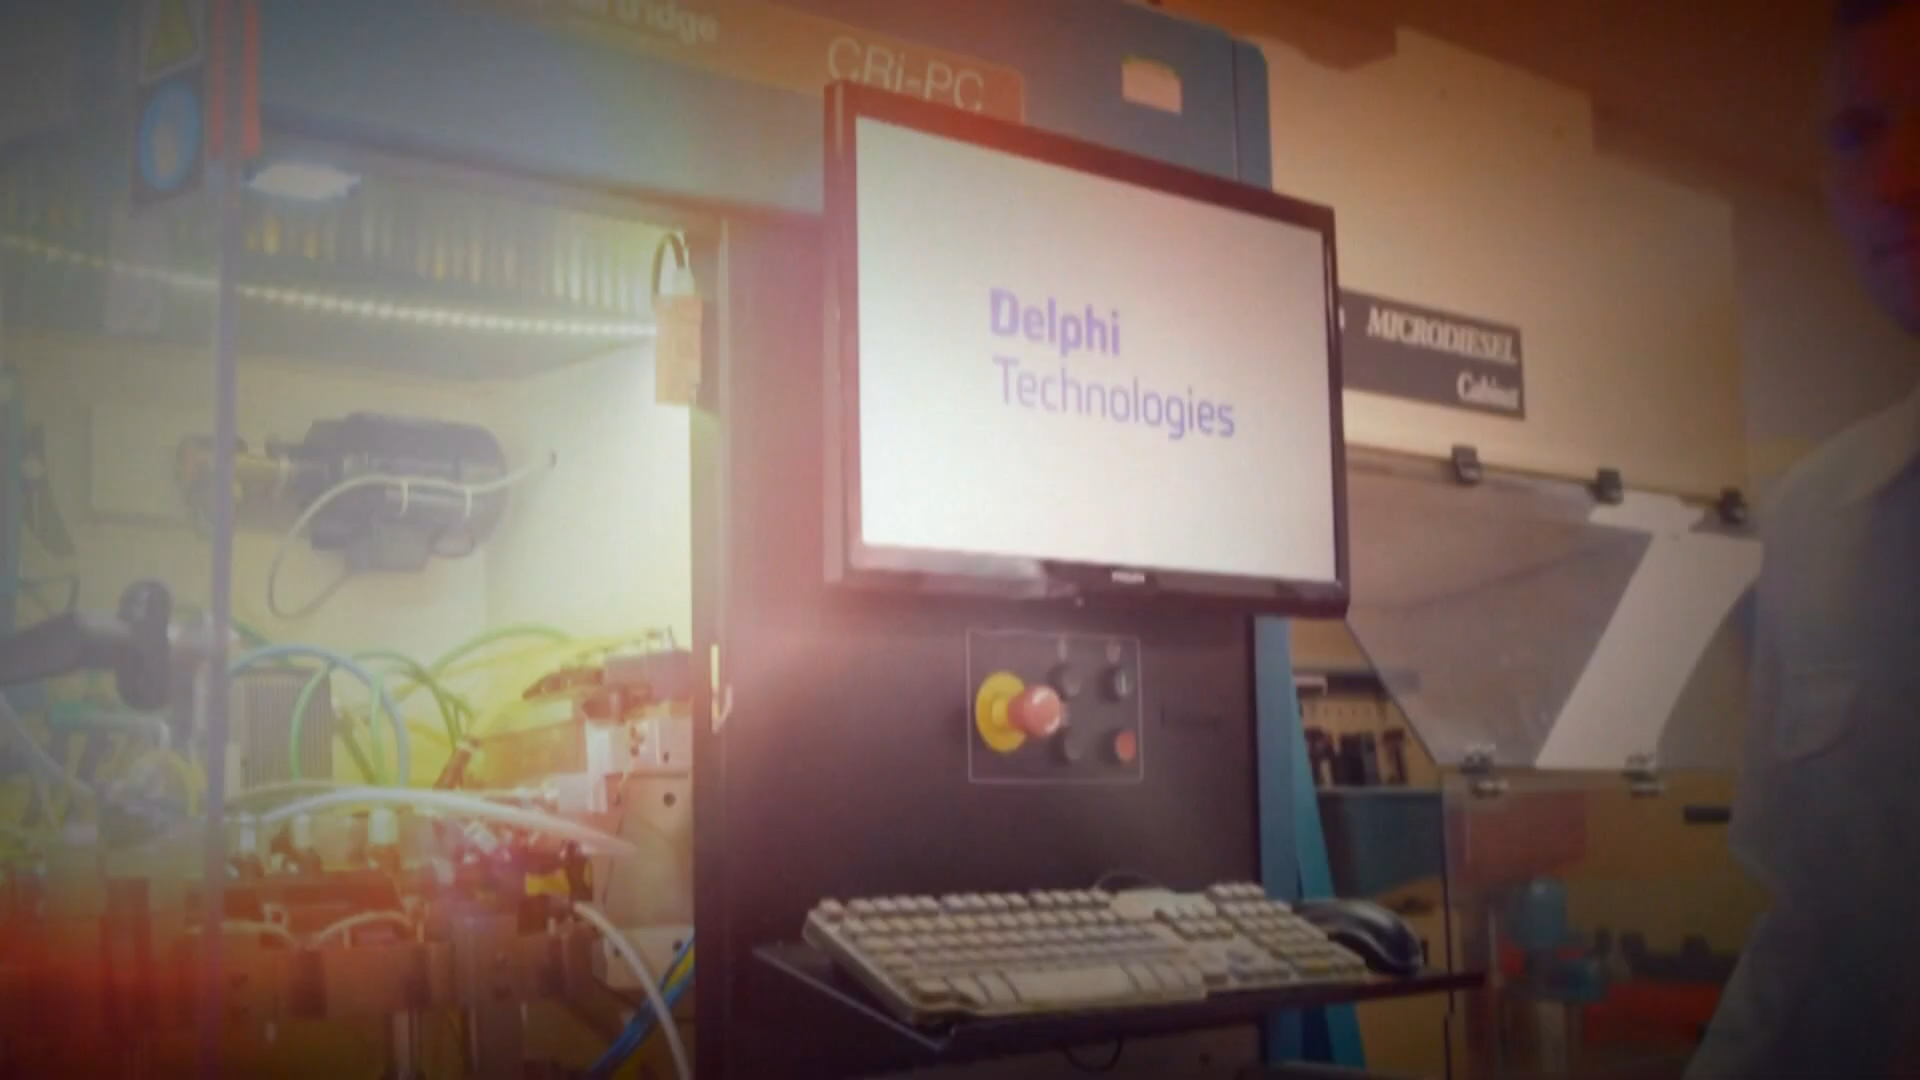 CRi-PC
Delphi
Technologies
MICRODIESEL
Cabinet